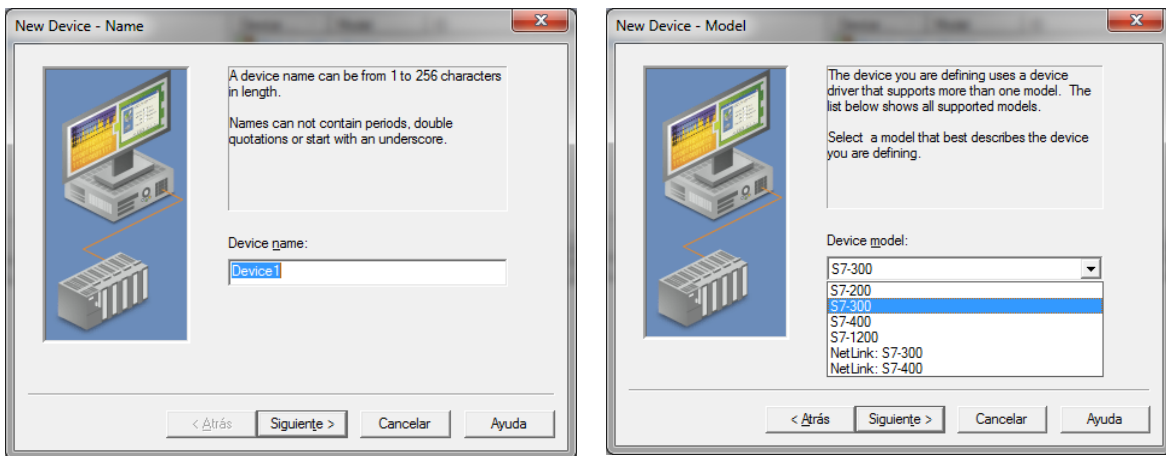 New Device - Name
A device name can be from 1 to 256 characters
in length.
Names can not contain periods, double
quotations or start with an underscore.
Device name:
Device1
< Atrás
Siguiente >
Cancelar
Ayuda
New Device - Model
The device you are defining uses a device
driver that supports more than one model. The
list below shows all supported models.
Select a model that best describes the device
you are defining.
Device model:
S7-300
S7-200
S7-300
S7-400
S7-1200
NetLink: S7-300
NetLink: S7-400
< Atrás
Siguiente >
Cancelar
Ayuda